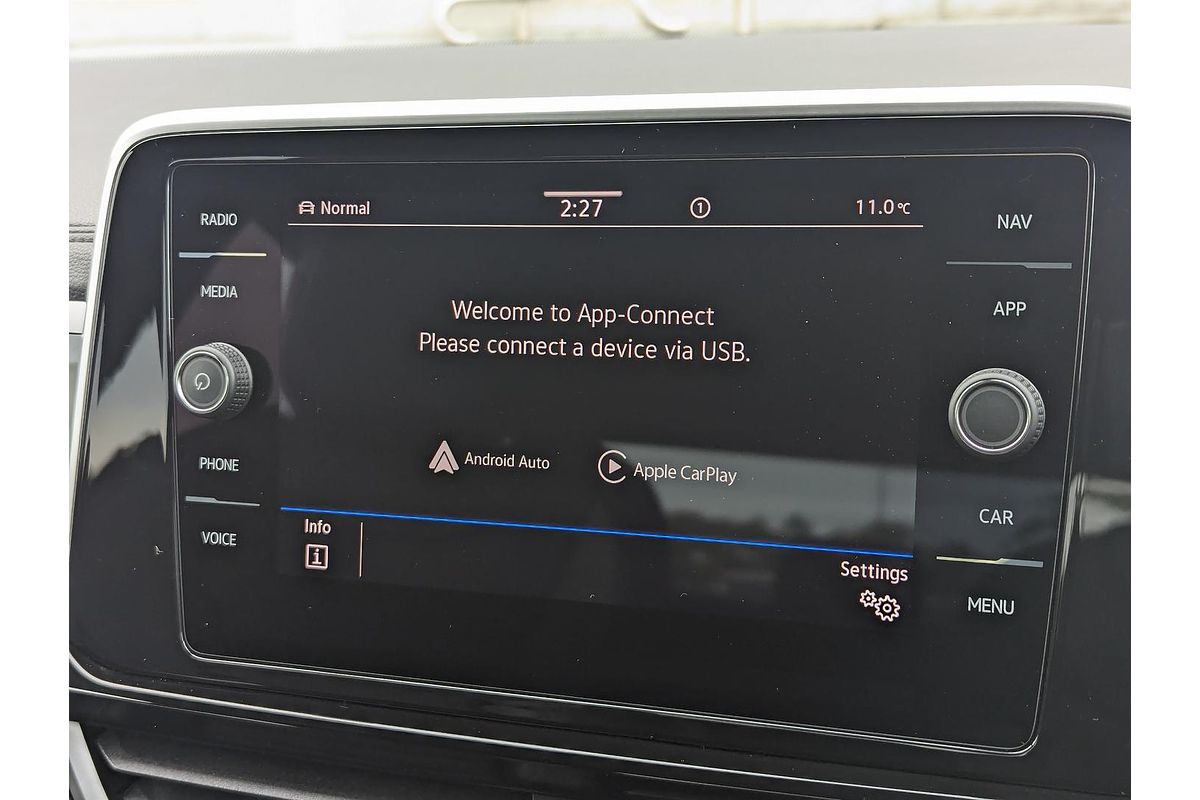 RADIO
MEDIA
PHONE
VOICE
Normal
2:27
1
11.0°C
Welcome to App-Connect
Please connect a device via USB.
Android Auto
Apple CarPlay
Info
i
Settings
NAV
APP
CAR
MENU